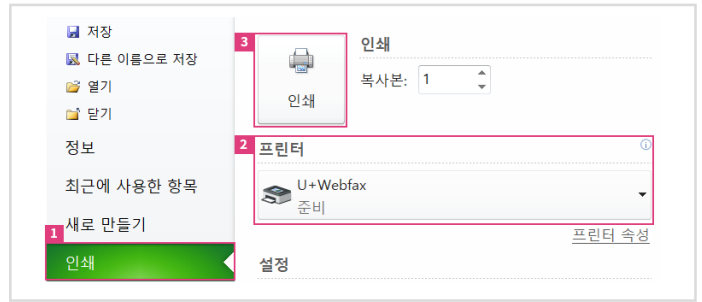 저장
다른 이름으로 저장
열기
닫기
정보
최근에 사용한 항목
새로 만들기
1
인쇄
3
인쇄
인쇄
복사본: 1
2
프린터
U+Webfax
준비
프린터 속성
설정